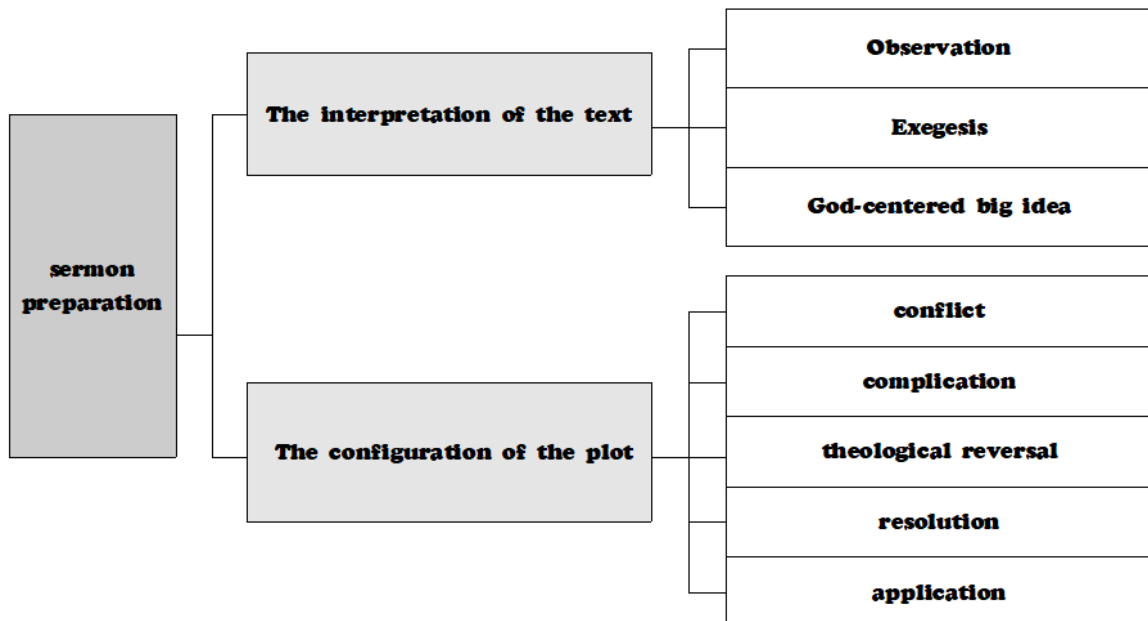 sermon
preparation
The interpretation of the text
Observation
Exegesis
God-centered big idea
The configuration of the plot
conflict
complication
theological reversal
resolution
application